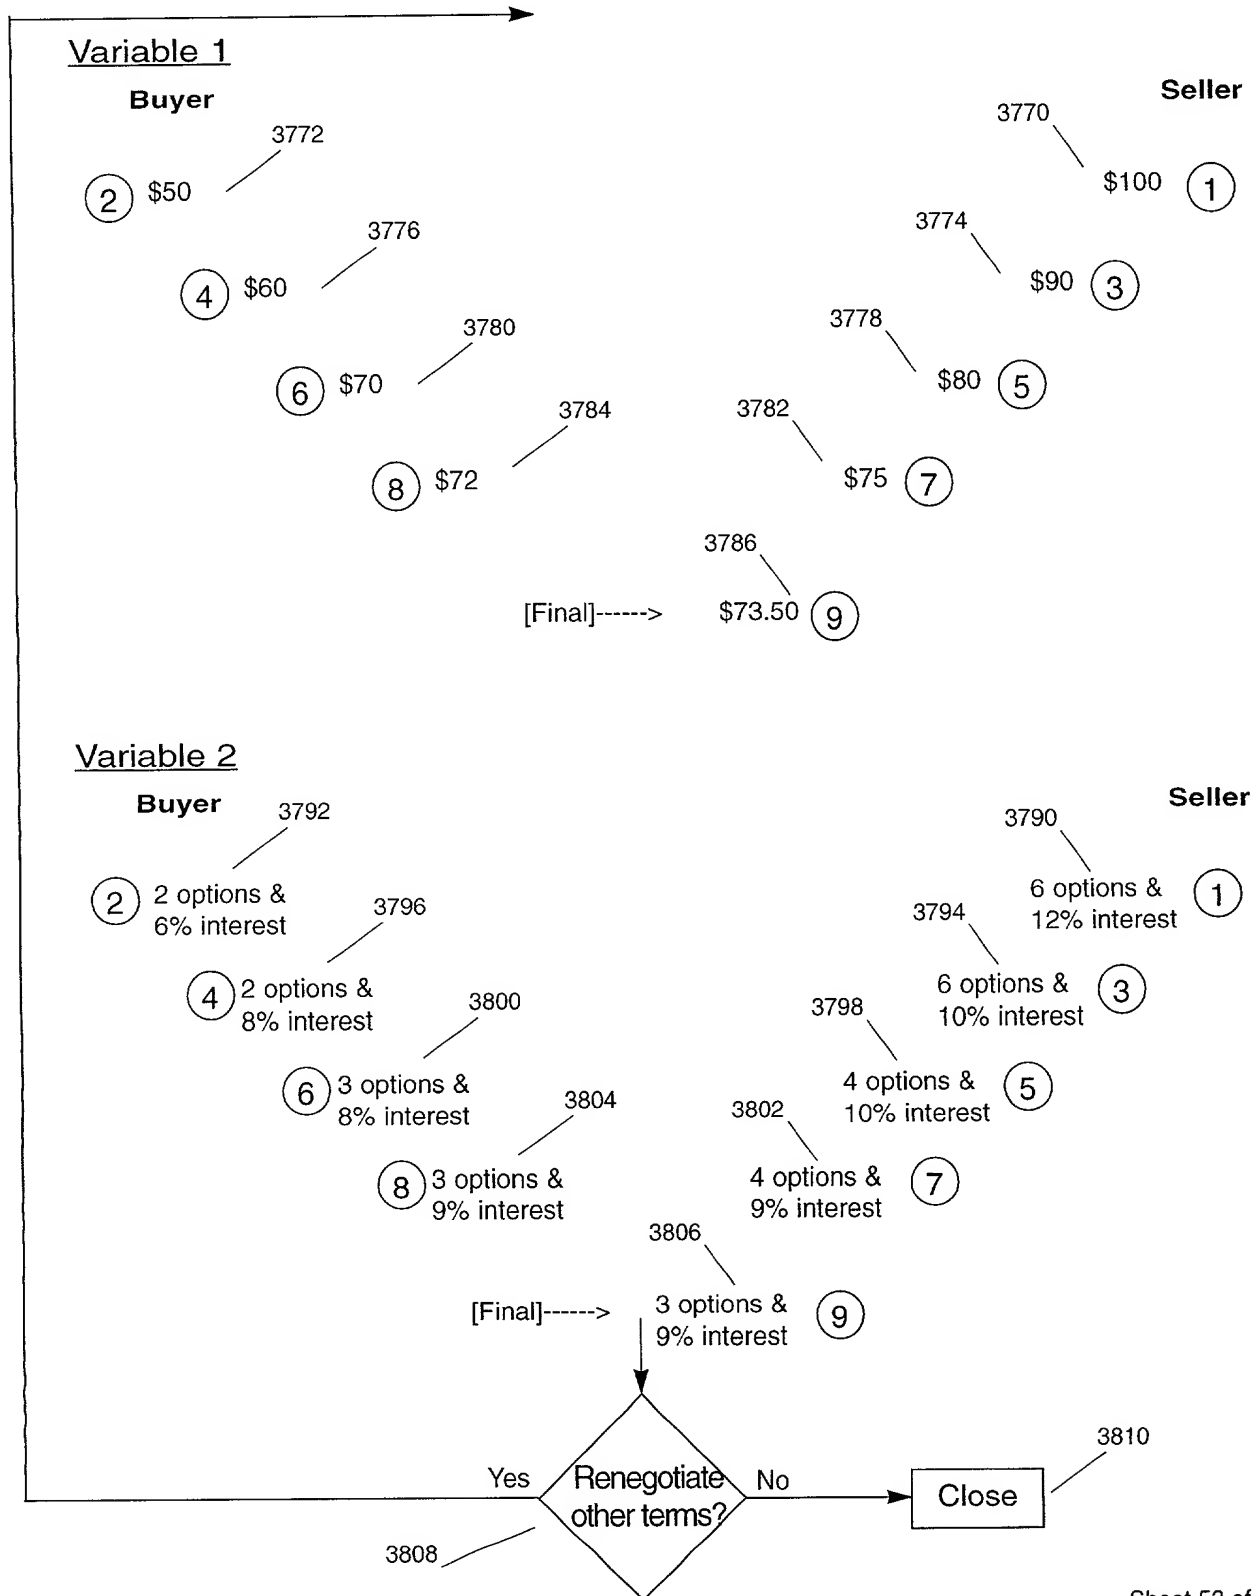 Variable 1
Buyer
Seller
3770
3772
② $50
$100 ①
3774
3776
④ $60
$90 ③
3778
3780
⑥ $70
$80 ⑤
3782
3784
⑧ $72
$75 ⑦
3786
[Final]------> $73.50 ⑨
Variable 2
Buyer
Seller
3792
3790
② 2 options &
6% interest
6 options & ①
12% interest
3796
3794
④ 2 options &
8% interest
6 options & ③
10% interest
3800
3798
⑥ 3 options &
8% interest
4 options & ⑤
10% interest
3804
3802
⑧ 3 options &
9% interest
4 options & ⑦
9% interest
3806
[Final]------> 3 options & ⑨
9% interest
3810
Yes
Renegotiate
other terms?
No
Close
3808